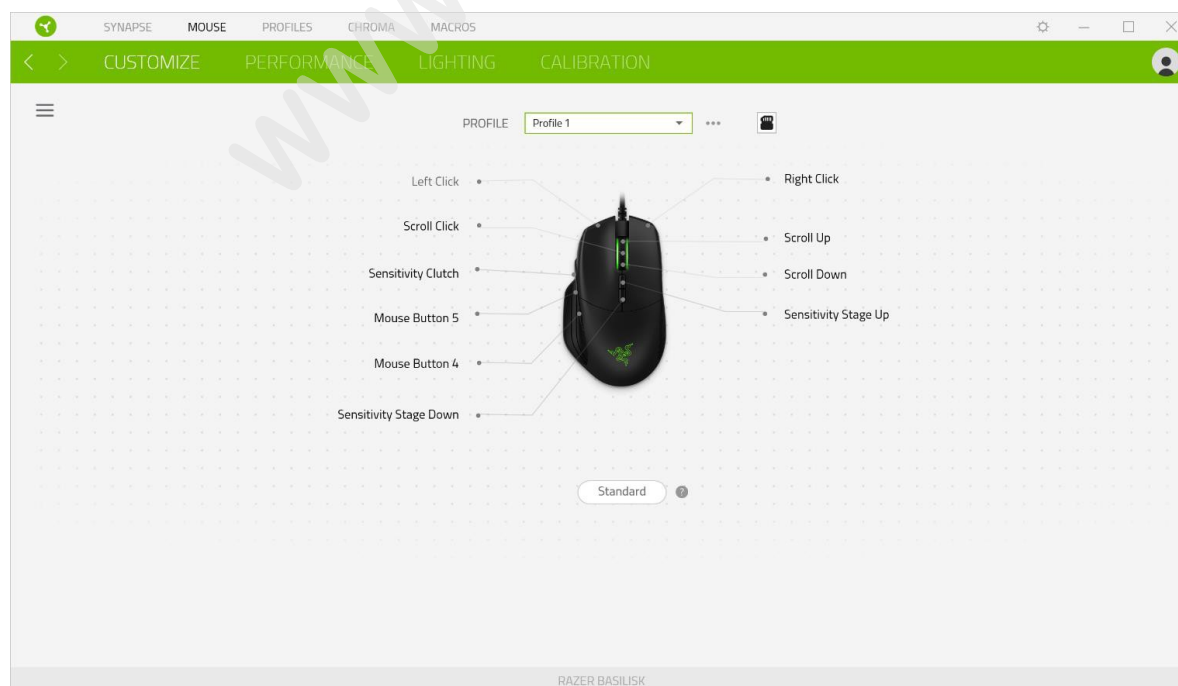 SYNAPSE MOUSE PROFILES CHROMA MACROS
CUSTOMIZE PERFORMANCE LIGHTING CALIBRATION
PROFILE Profile 1
Left Click
Right Click
Scroll Click
Scroll Up
Sensitivity Clutch
Scroll Down
Mouse Button 5
Sensitivity Stage Up
Mouse Button 4
Sensitivity Stage Down
Standard ?
RAZER BASILISK
www